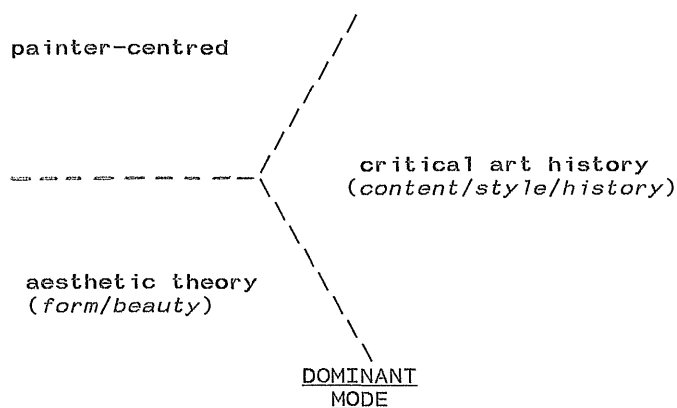 painter-centred
critical art history
(content/style/history)
aesthetic theory
(form/beauty)
DOMINANT
MODE